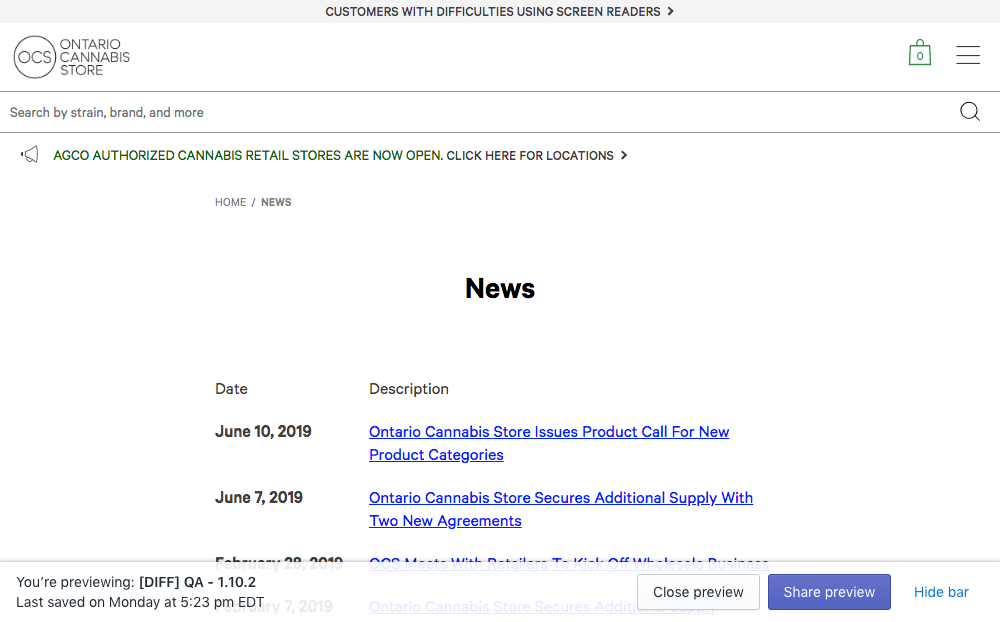 CUSTOMERS WITH DIFFICULTIES USING SCREEN READERS
OCS ONTARIO CANNABIS STORE
0
Search by strain, brand, and more
AGCO AUTHORIZED CANNABIS RETAIL STORES ARE NOW OPEN. CLICK HERE FOR LOCATIONS
HOME / NEWS
News
Date Description
June 10, 2019 Ontario Cannabis Store Issues Product Call For New
Product Categories
June 7, 2019 Ontario Cannabis Store Secures Additional Supply With
Two New Agreements
February 28, 2019 OCS Meets With Retailers To Kick Off Wholesale Business
February 7, 2019 Ontario Cannabis Store Secures Additional Supply
You're previewing: [DIFF] QA - 1.10.2
Last saved on Monday at 5:23 pm EDT
Close preview Share preview Hide bar